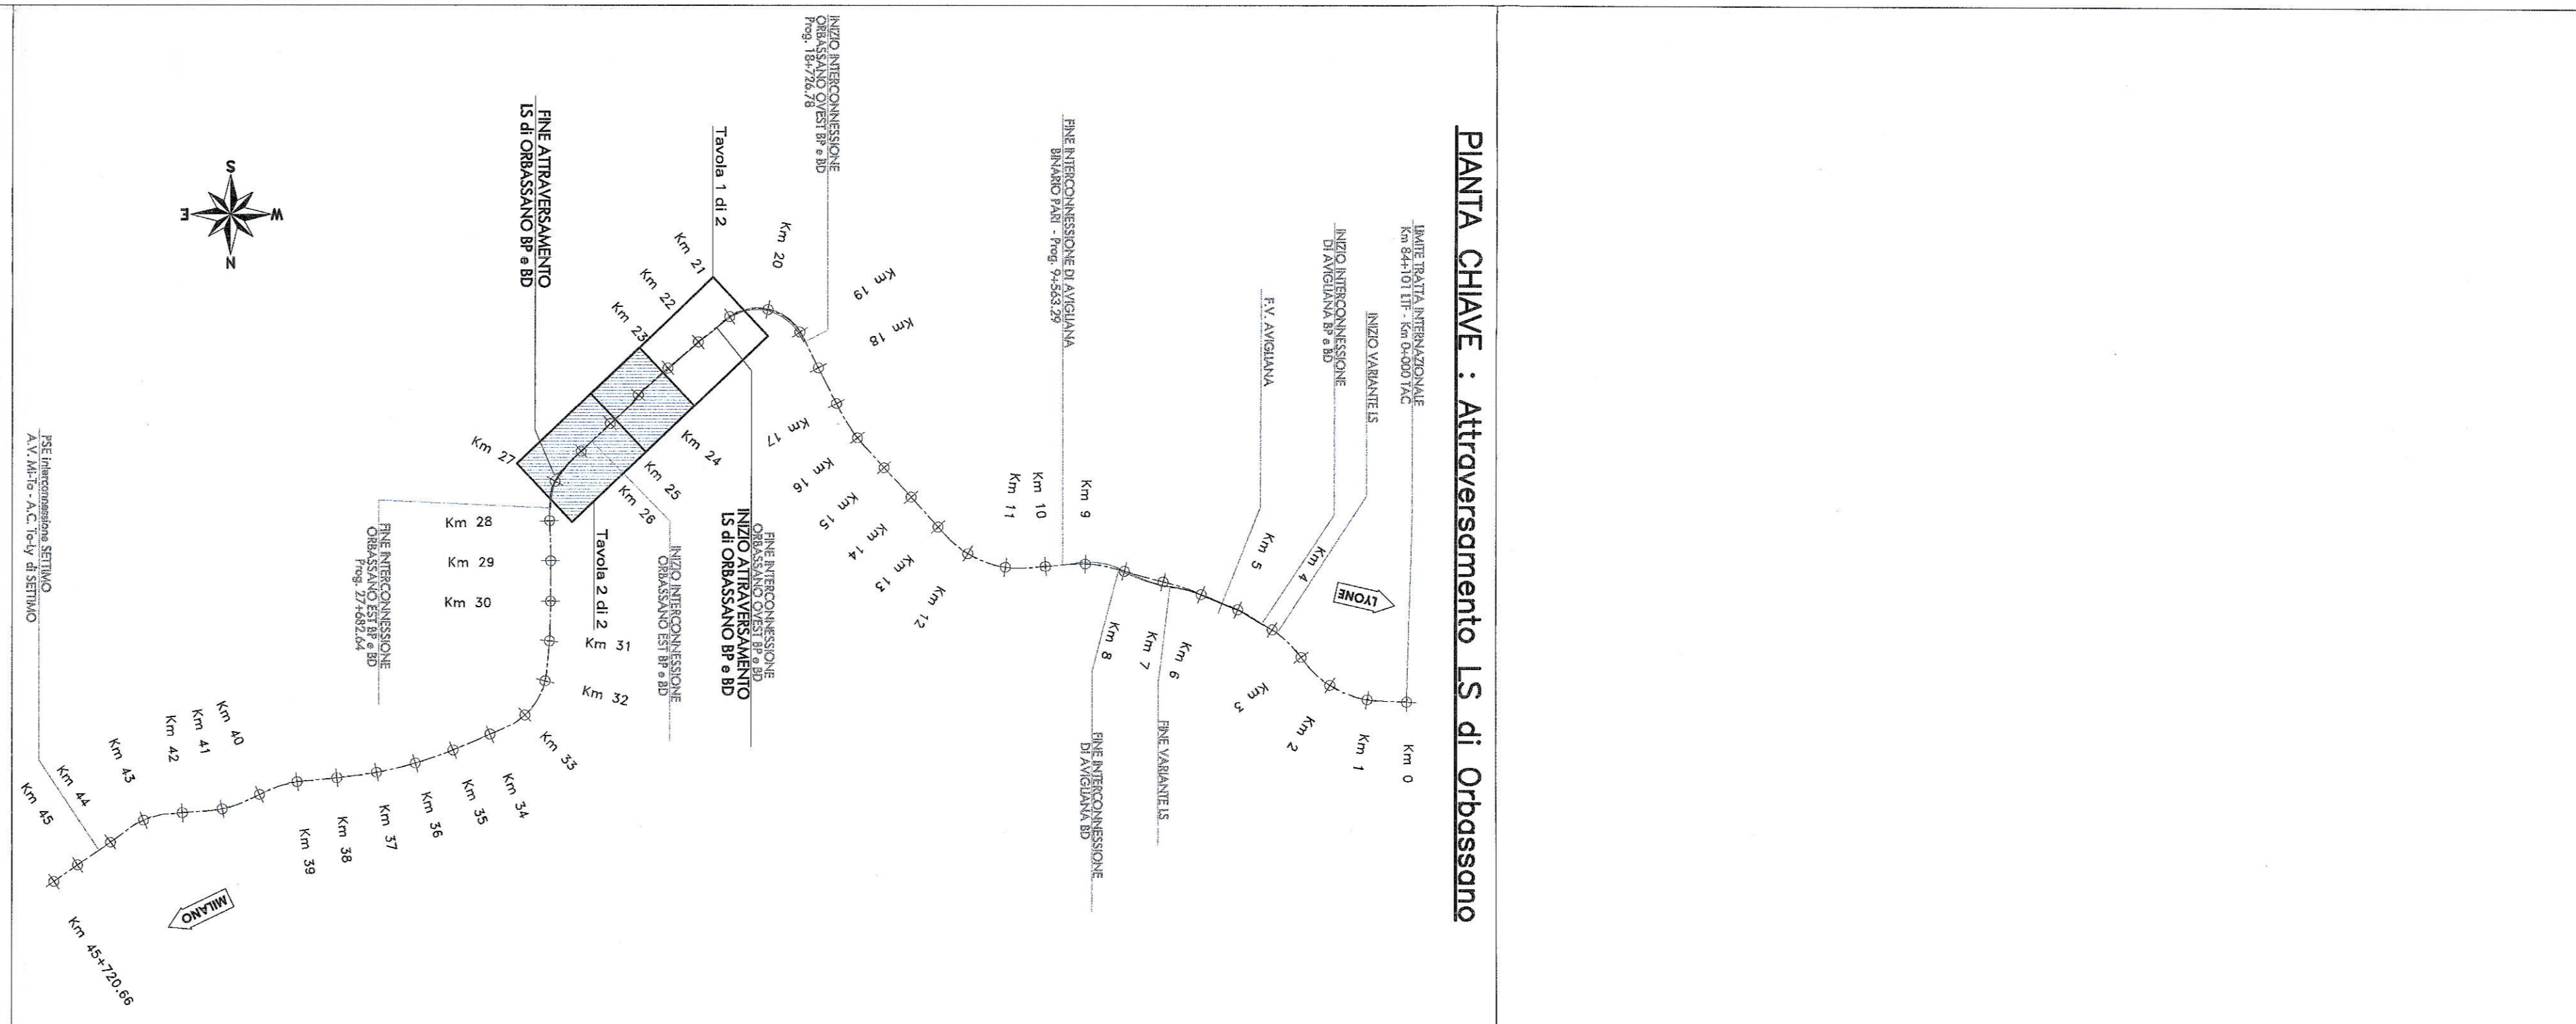 PIANTA CHIAVE : Attraversamento LS di Orbassano
LIMITE TRATTA INTERNAZIONALE
Km 84+101 LTF - Km 0+000 TAC
INIZIO VARIANTE LS
INIZIO INTERCONNESSIONE
DI AVIGLIANA BP e BD
F.V. AVIGLIANA
FINE INTERCONNESSIONE DI AVIGLIANA
BINARIO PARI - Prog. 9+563.29
INIZIO INTERCONNESSIONE
ORBASSANO OVEST BP e BD
Prog. 18+726.78
Tavola 1 di 2
FINE ATTRAVERSAMENTO
LS di ORBASSANO BP e BD
LYONE
Km 0
Km 1
Km 2
Km 3
Km 4
Km 5
Km 6
Km 7
Km 8
Km 9
Km 10
Km 11
Km 12
Km 13
Km 14
Km 15
Km 16
Km 17
Km 18
Km 19
Km 20
Km 21
Km 22
Km 23
Km 24
Km 25
Km 26
Km 27
Km 28
Km 29
Km 30
Km 31
Km 32
Km 33
Km 34
Km 35
Km 36
Km 37
Km 38
Km 39
Km 40
Km 41
Km 42
Km 43
Km 44
Km 45
Km 45+720.66
FINE VARIANTE LS
FINE INTERCONNESSIONE
DI AVIGLIANA BD
FINE INTERCONNESSIONE
ORBASSANO OVEST BP e BD
INIZIO ATTRAVERSAMENTO
LS di ORBASSANO BP e BD
INIZIO INTERCONNESSIONE
ORBASSANO EST BP e BD
Tavola 2 di 2
FINE INTERCONNESSIONE
ORBASSANO EST BP e BD
Prog. 27+682.64
PSE interconnessione SETTIMO
A.V. Mi-To - A.C. To-Ly di SETTIMO
MILANO
S
W
E
N